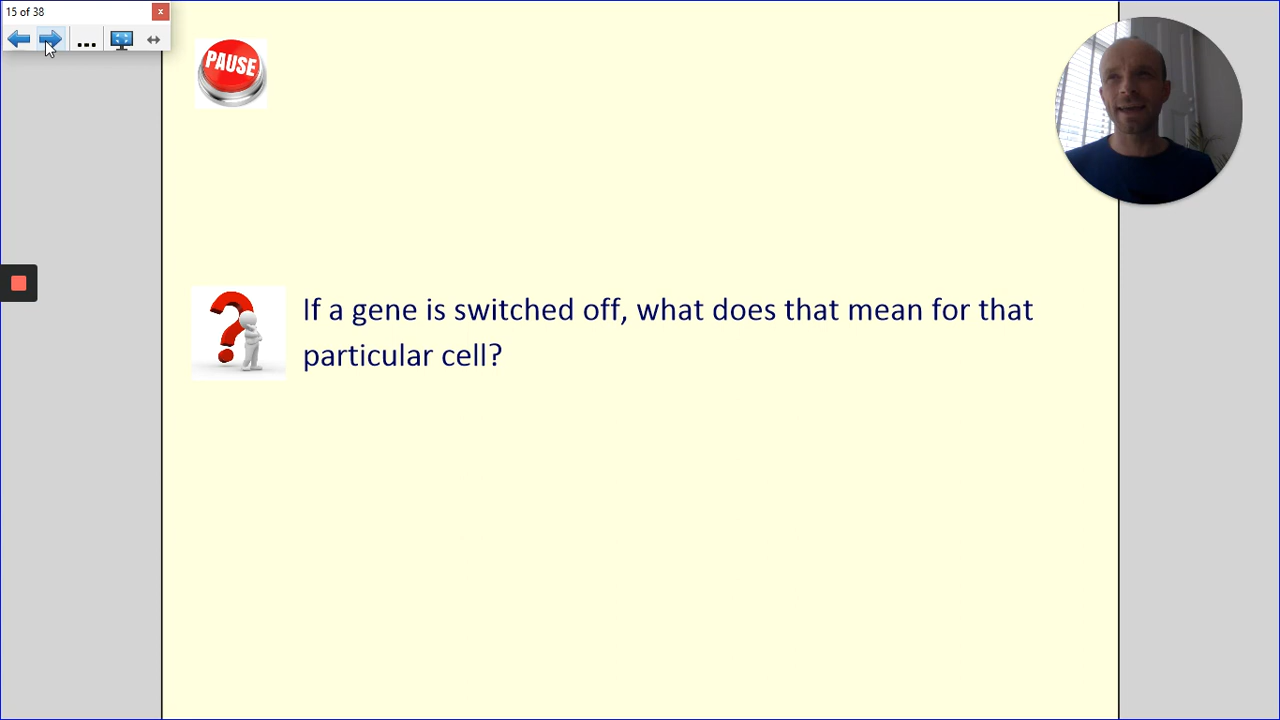 15 of 38
x
...
PAUSE
If a gene is switched off, what does that mean for that
particular cell?